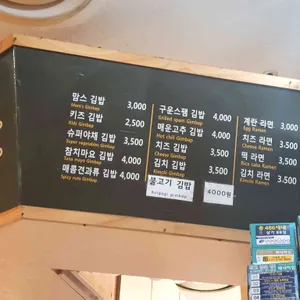 맘스 김밥 3,000
Mom's Gimbap
키즈 김밥 2,500
Kids Gimbap
슈퍼야채 김밥 3,000
Super vegetable Gimbap
참치마요 김밥 4,000
Tuna mayo Gimbap
매콤견과류 김밥 4,000
Spicy nuts Gimbap
구운스팸 김밥 4,000
Grilled spam Gimbap
매운고추 김밥 4,000
Hot chili Gimbap
치즈 김밥 3,500
Cheese Gimbap
김치 김밥 4,000
Kimchi Gimbap
불고기 김밥 4000원
bulgogi gimbap
계란 라면 3,000
Egg Ramen
치즈 라면 3,500
Cheese Ramen
떡 라면 3,500
Rice cake Ramen
김치 라면 3,500
Kimchi Ramen